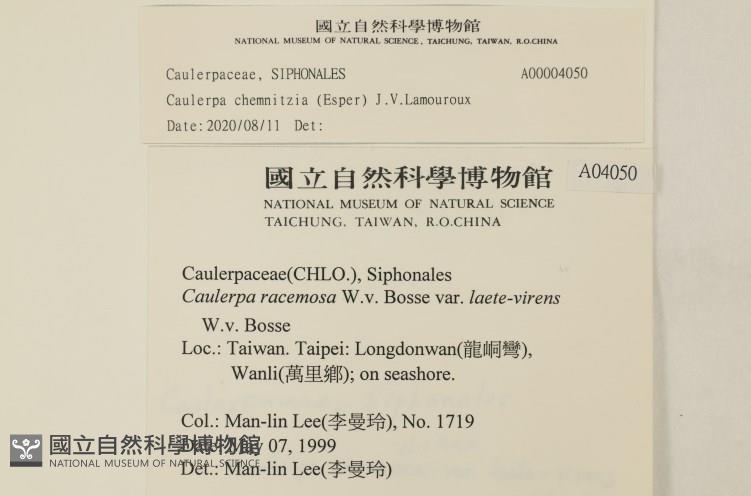 國立自然科學博物館
NATIONAL MUSEUM OF NATURAL SCIENCE, TAICHUNG, TAIWAN, R.O.CHINA
Caulerpaceae, SIPHONALES A00004050
Caulerpa chemnitzia (Esper) J.V.Lamouroux
Date:2020/08/11 Det:
國立自然科學博物館 A04050
NATIONAL MUSEUM OF NATURAL SCIENCE
TAICHUNG, TAIWAN, R.O.CHINA
Caulerpaceae(CHLO.), Siphonales
Caulerpa racemosa W.v. Bosse var. laete-virens
W.v. Bosse
Loc.: Taiwan. Taipei: Longdonwan(龍峒彎),
Wanli(萬里鄉); on seashore.
Col.: Man-lin Lee(李曼玲), No. 1719
Date: May 07, 1999
Det.: Man-lin Lee(李曼玲)
國立自然科學博物館
NATIONAL MUSEUM OF NATURAL SCIENCE